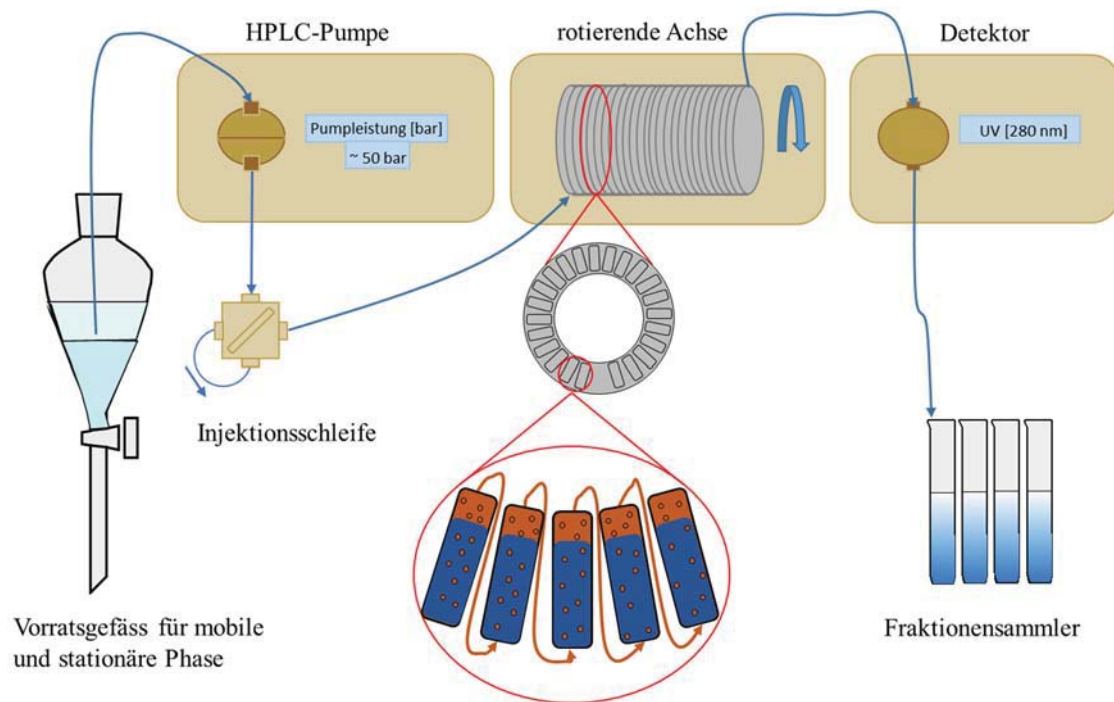 HPLC-Pumpe
rotierende Achse
Detektor
Pumpleistung [bar]
~ 50 bar
UV [280 nm]
Injektionsschleife
Vorratsgefäss für mobile
und stationäre Phase
Fraktionensammler